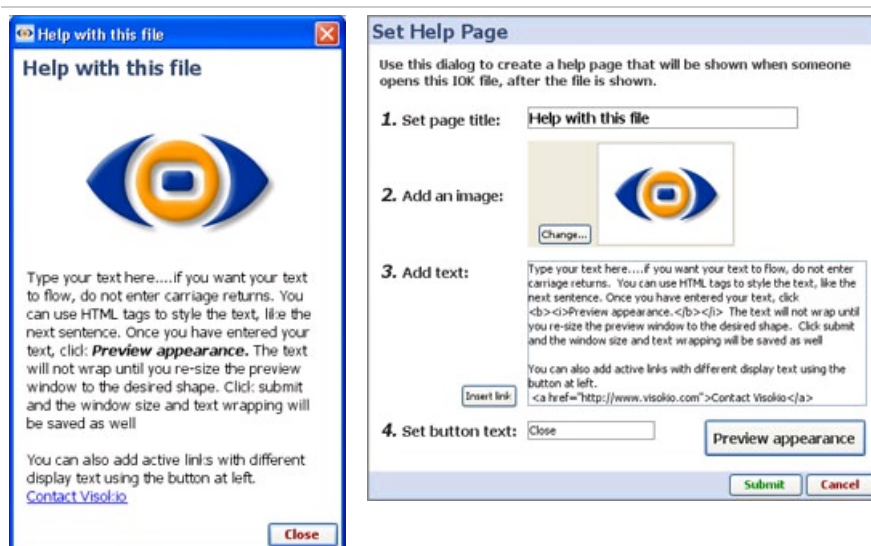 Help with this file
Help with this file
Type your text here....if you want your text
to flow, do not enter carriage returns. You
can use HTML tags to style the text, like the
next sentence. Once you have entered your
text, click Preview appearance. The text
will not wrap until you re-size the preview
window to the desired shape. Click submit
and the window size and text wrapping will
be saved as well
You can also add active links with different
display text using the button at left.
Contact Visokio
Close
Set Help Page
Use this dialog to create a help page that will be shown when someone
opens this IOK file, after the file is shown.
1. Set page title:
Help with this file
2. Add an image:
Change...
3. Add text:
Type your text here....if you want your text to flow, do not enter
carriage returns.  You can use HTML tags to style the text, like the
next sentence. Once you have entered your text, click
<b><i>Preview appearance.</b></i>  The text will not wrap until
you re-size the preview window to the desired shape.  Click submit
and the window size and text wrapping will be saved as well
You can also add active links with different display text using the
button at left.
<a href="http://www.visokio.com">Contact Visokio</a>
Insert link
4. Set button text:
Close
Preview appearance
Submit
Cancel